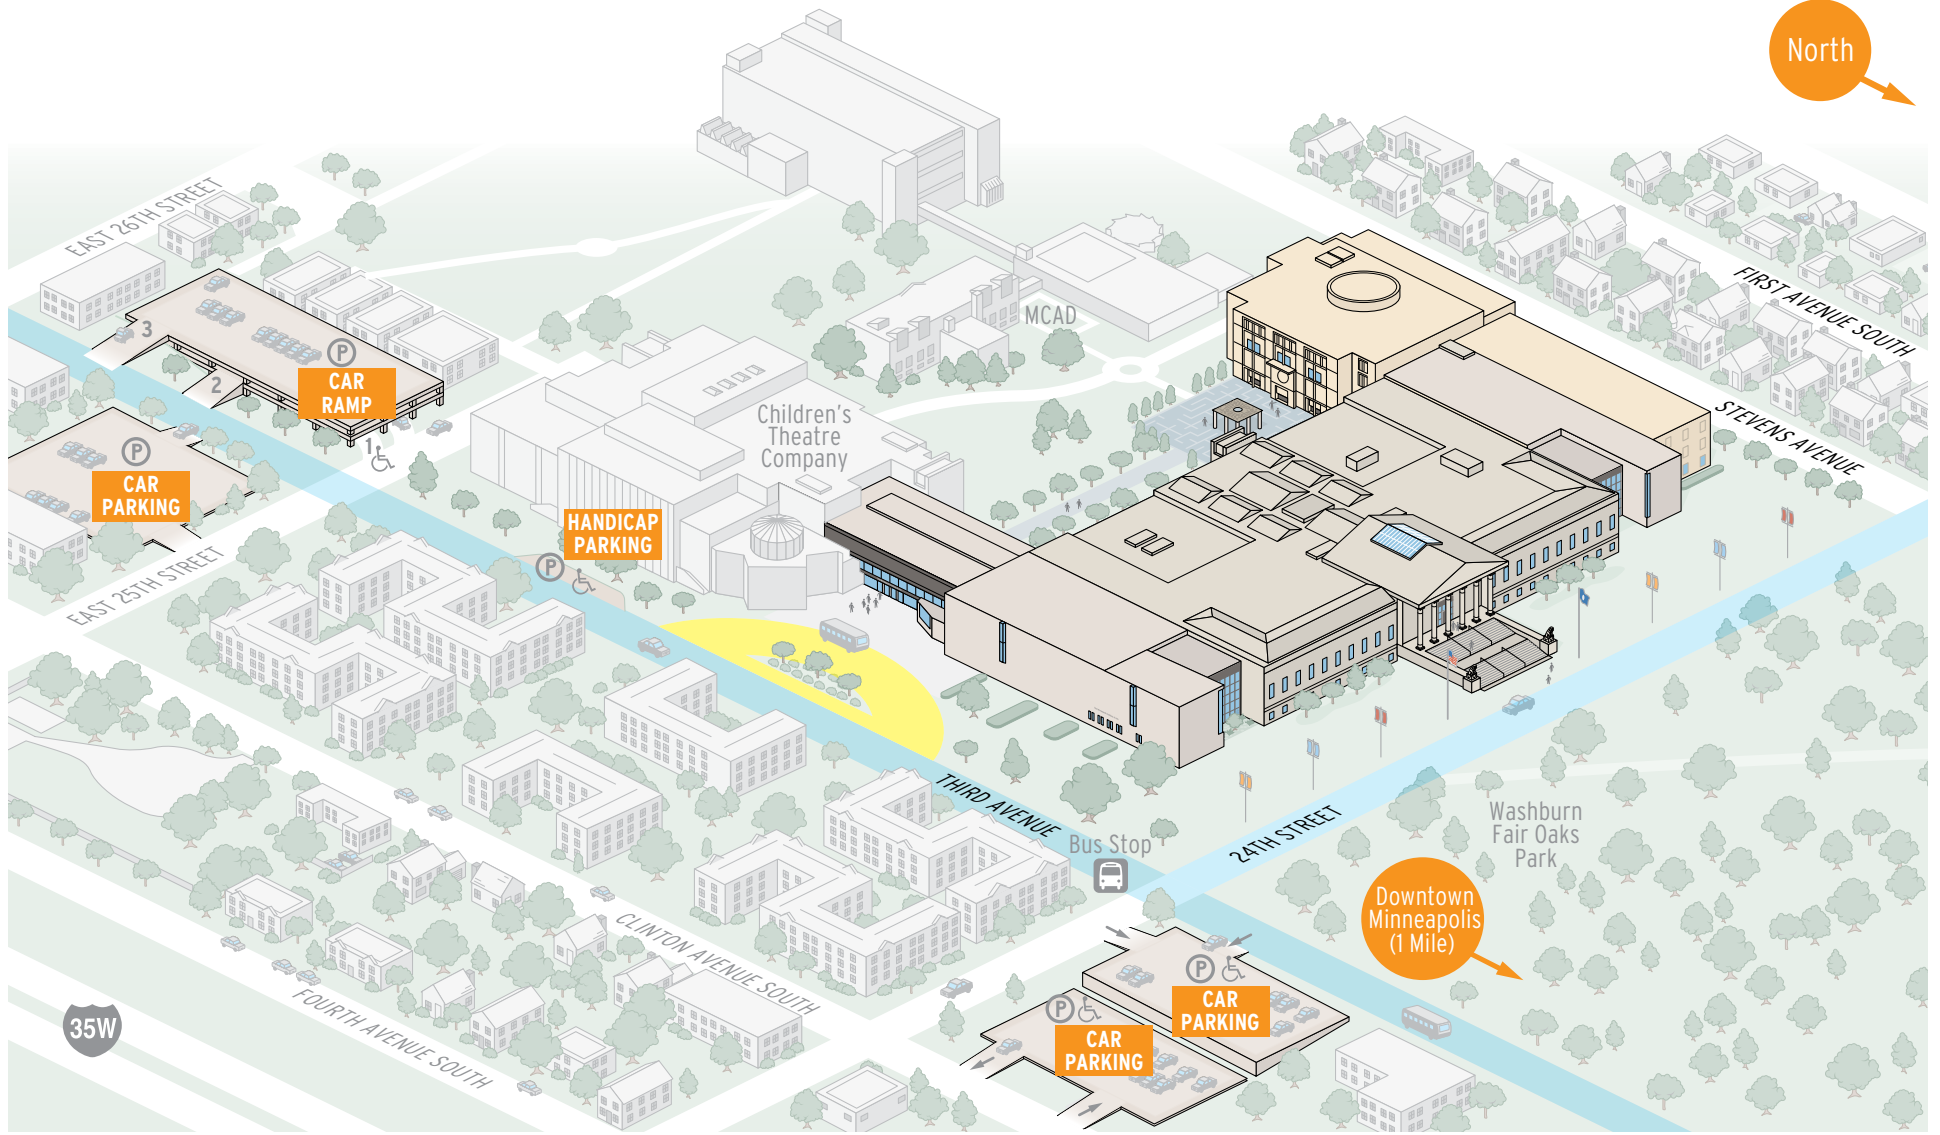 North
EAST 26TH STREET
FIRST AVENUE SOUTH
MCAD
3
P
CAR
RAMP
2
STEVENS AVENUE
Children's
Theatre
Company
1
P
CAR
PARKING
HANDICAP
PARKING
P
EAST 25TH STREET
THIRD AVENUE
24TH STREET
Washburn
Fair Oaks
Park
Bus Stop
Downtown
Minneapolis
(1 Mile)
CLINTON AVENUE SOUTH
P
CAR
PARKING
P
CAR
PARKING
FOURTH AVENUE SOUTH
35W